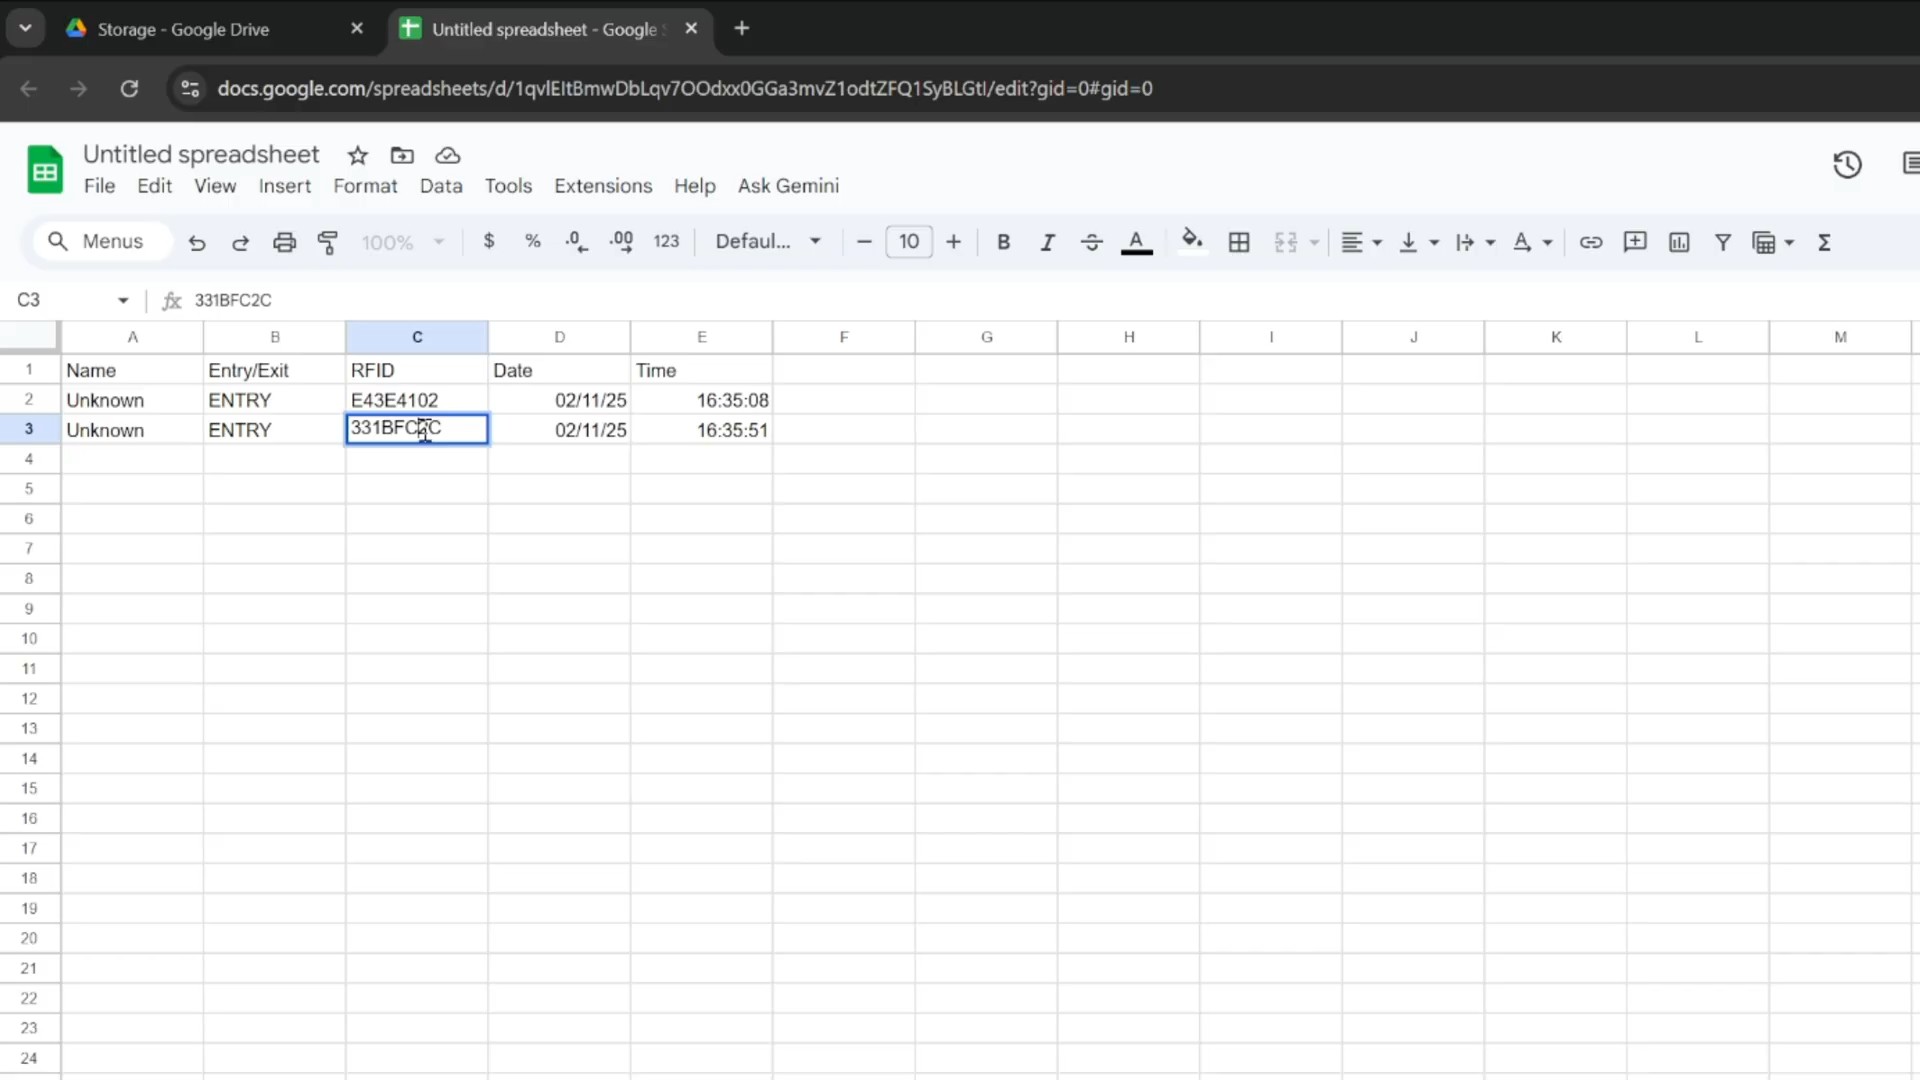 Storage - Google Drive
Untitled spreadsheet - Google S
docs.google.com/spreadsheets/d/1qvlEItBmwDbLqv7OOdxx0GGa3mvZ1odtZFQ1SyBLGtI/edit?gid=0#gid=0
Untitled spreadsheet
File Edit View Insert Format Data Tools Extensions Help Ask Gemini
Menus 100% $ % .0 .00 123 Defaul... 10 B I S A Σ
C3 fx 331BFC2C
A B C D E F G H I J K L M
1 Name Entry/Exit RFID Date Time
2 Unknown ENTRY E43E4102 02/11/25 16:35:08
3 Unknown ENTRY 331BFC2C 02/11/25 16:35:51
4
5
6
7
8
9
10
11
12
13
14
15
16
17
18
19
20
21
22
23
24